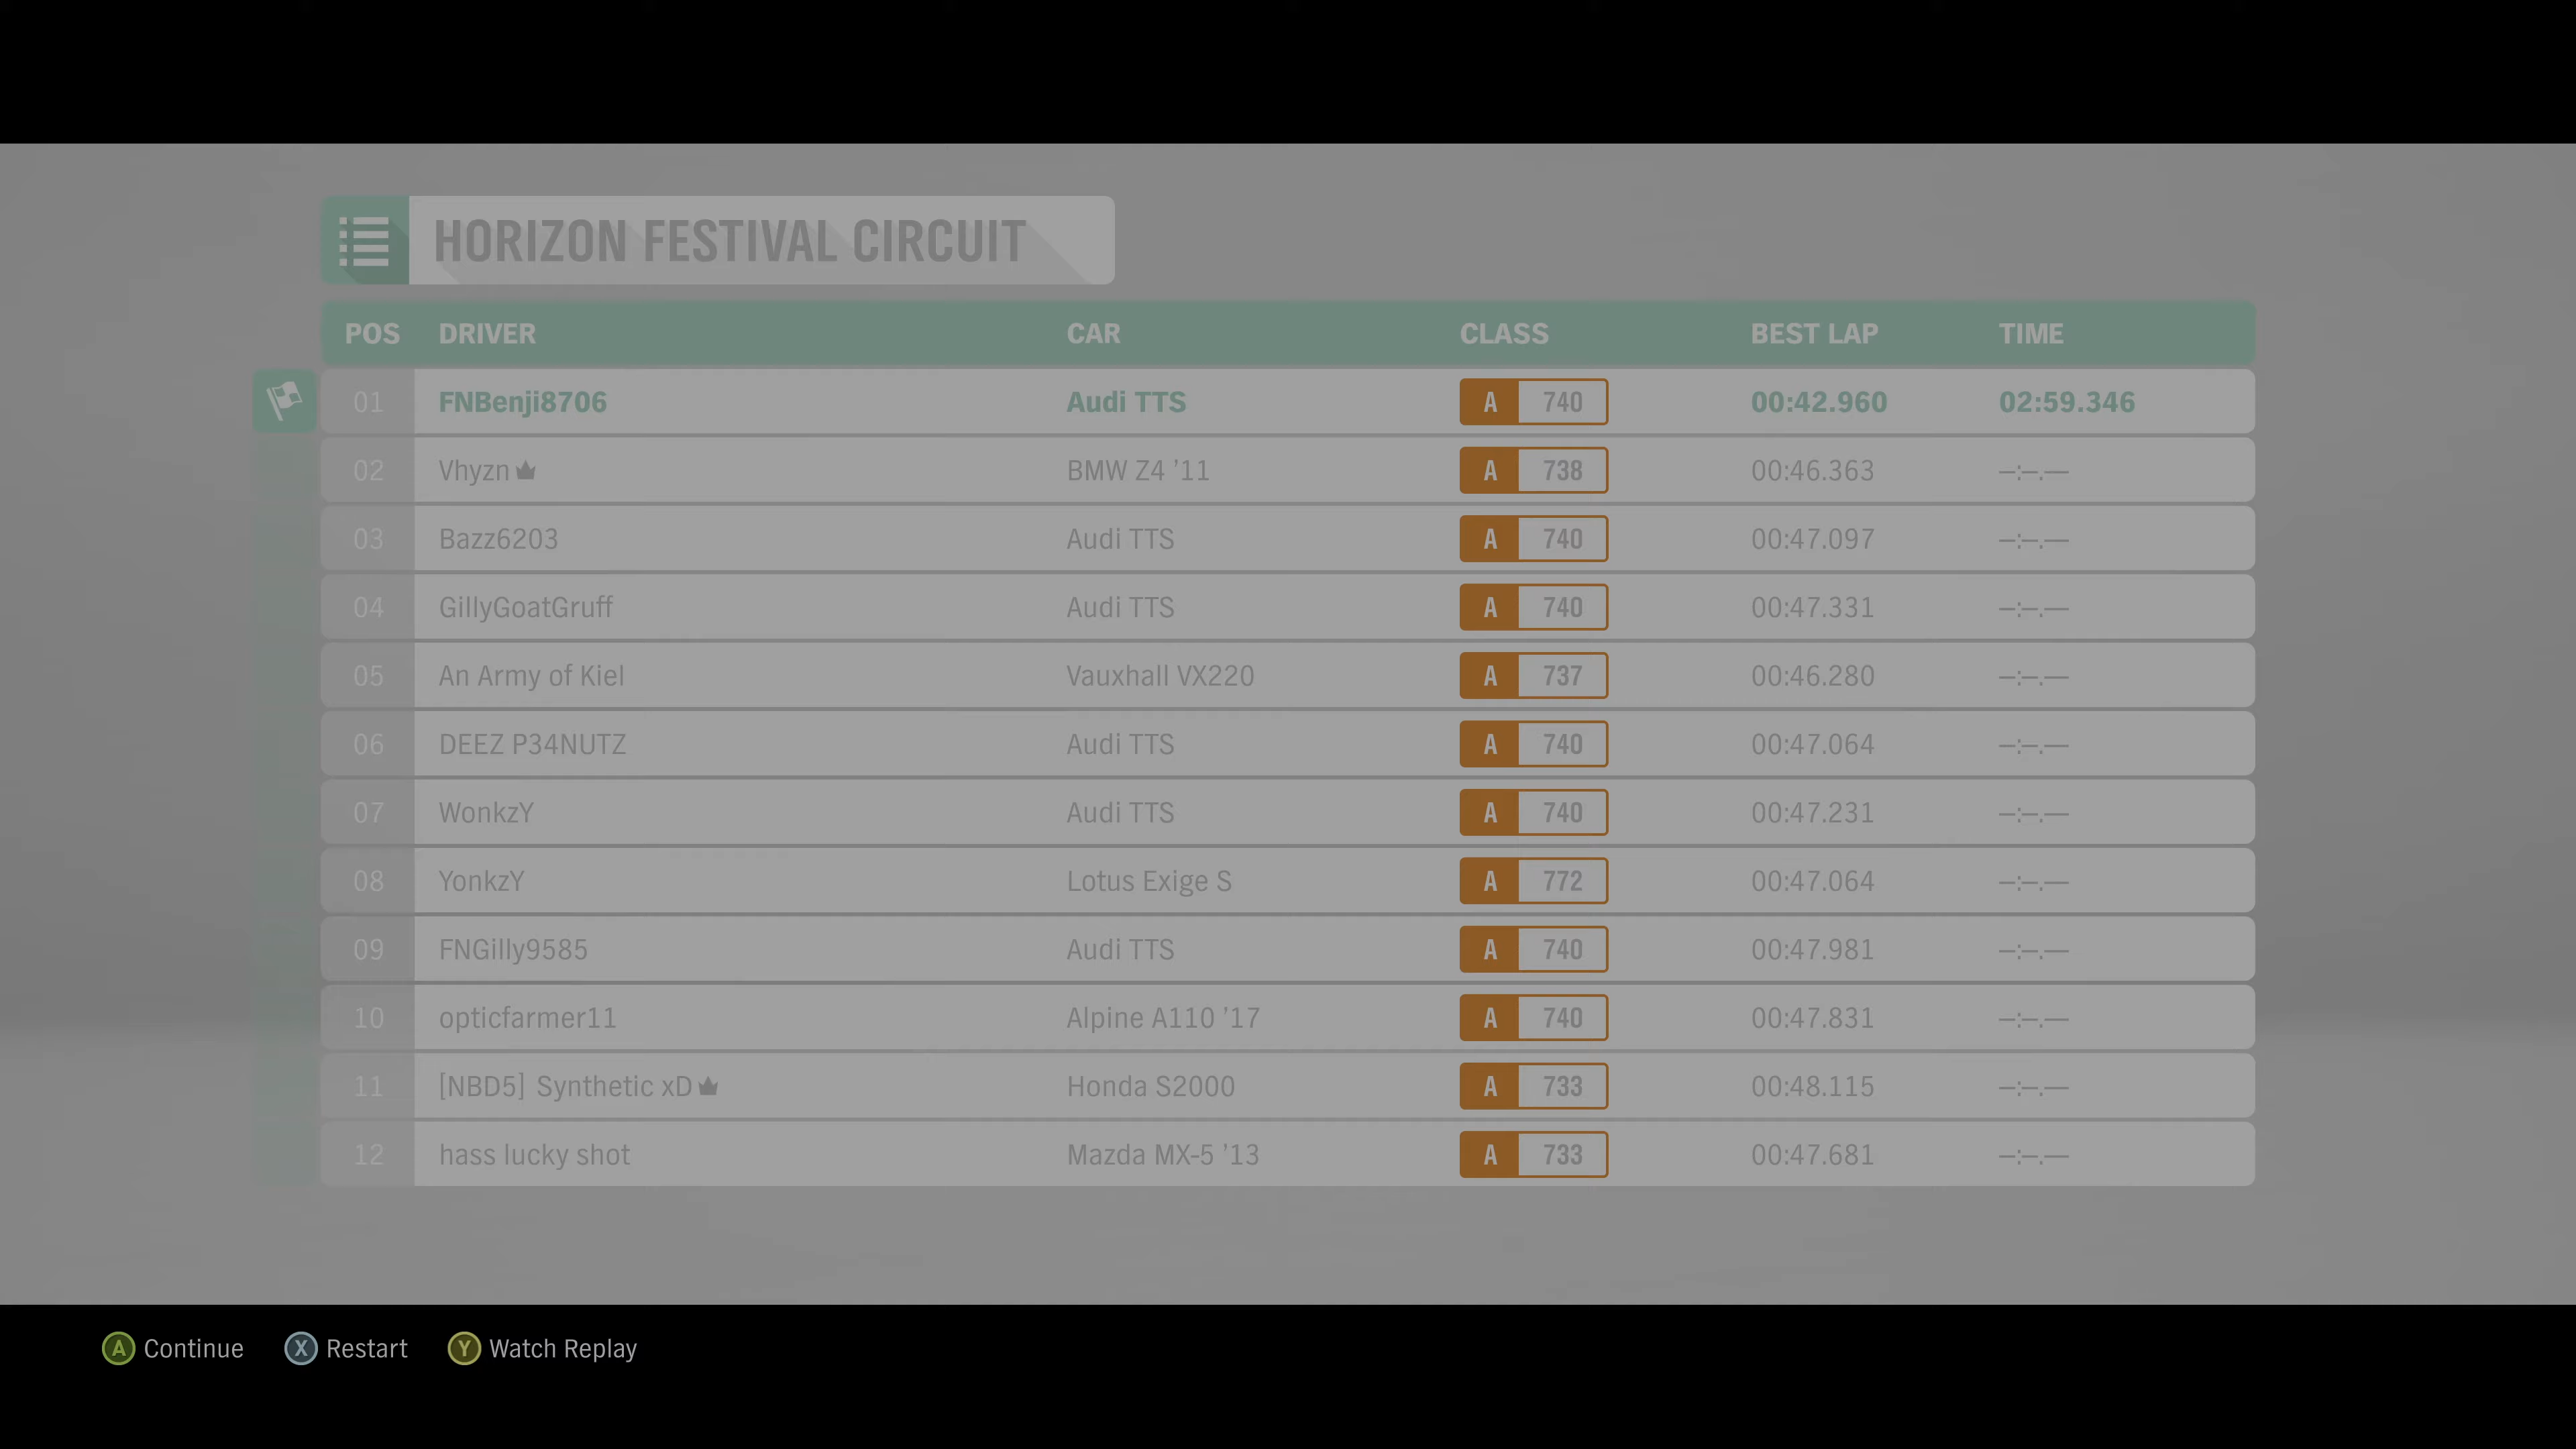 HORIZON FESTIVAL CIRCUIT
POS DRIVER CAR CLASS BEST LAP TIME
01 FNBenji8706 Audi TTS A 740 00:42.960 02:59.346
02 Vhyzn BMW Z4 ’11 A 738 00:46.363 –:–.––
03 Bazz6203 Audi TTS A 740 00:47.097 –:–.––
04 GillyGoatGruff Audi TTS A 740 00:47.331 –:–.––
05 An Army of Kiel Vauxhall VX220 A 737 00:46.280 –:–.––
06 DEEZ P34NUTZ Audi TTS A 740 00:47.064 –:–.––
07 WonkzY Audi TTS A 740 00:47.231 –:–.––
08 YonkzY Lotus Exige S A 772 00:47.064 –:–.––
09 FNGilly9585 Audi TTS A 740 00:47.981 –:–.––
10 opticfarmer11 Alpine A110 ’17 A 740 00:47.831 –:–.––
11 [NBD5] Synthetic xD Honda S2000 A 733 00:48.115 –:–.––
12 hass lucky shot Mazda MX-5 ’13 A 733 00:47.681 –:–.––
A Continue X Restart Y Watch Replay